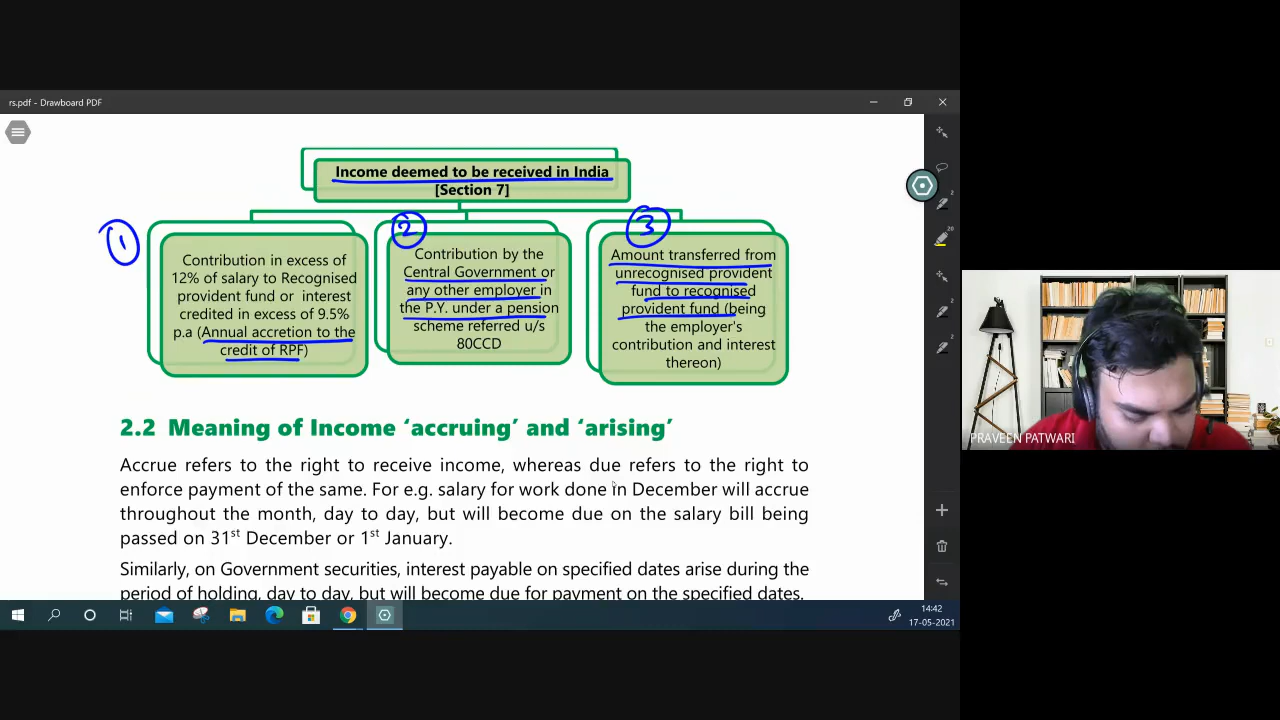 rs.pdf - Drawboard PDF
Income deemed to be received in India
[Section 7]
1
Contribution in excess of
12% of salary to Recognised
provident fund or interest
credited in excess of 9.5%
p.a (Annual accretion to the
credit of RPF)
2
Contribution by the
Central Government or
any other employer in
the P.Y. under a pension
scheme referred u/s
80CCD
3
Amount transferred from
unrecognised provident
fund to recognised
provident fund (being
the employer's
contribution and interest
thereon)
2.2 Meaning of Income ‘accruing’ and ‘arising’
Accrue refers to the right to receive income, whereas due refers to the right to
enforce payment of the same. For e.g. salary for work done in December will accrue
throughout the month, day to day, but will become due on the salary bill being
passed on 31st December or 1st January.
Similarly, on Government securities, interest payable on specified dates arise during the
period of holding, day to day, but will become due for payment on the specified dates.
2
20
2
2
PRAVEEN PATWARI
14:42
17-05-2021